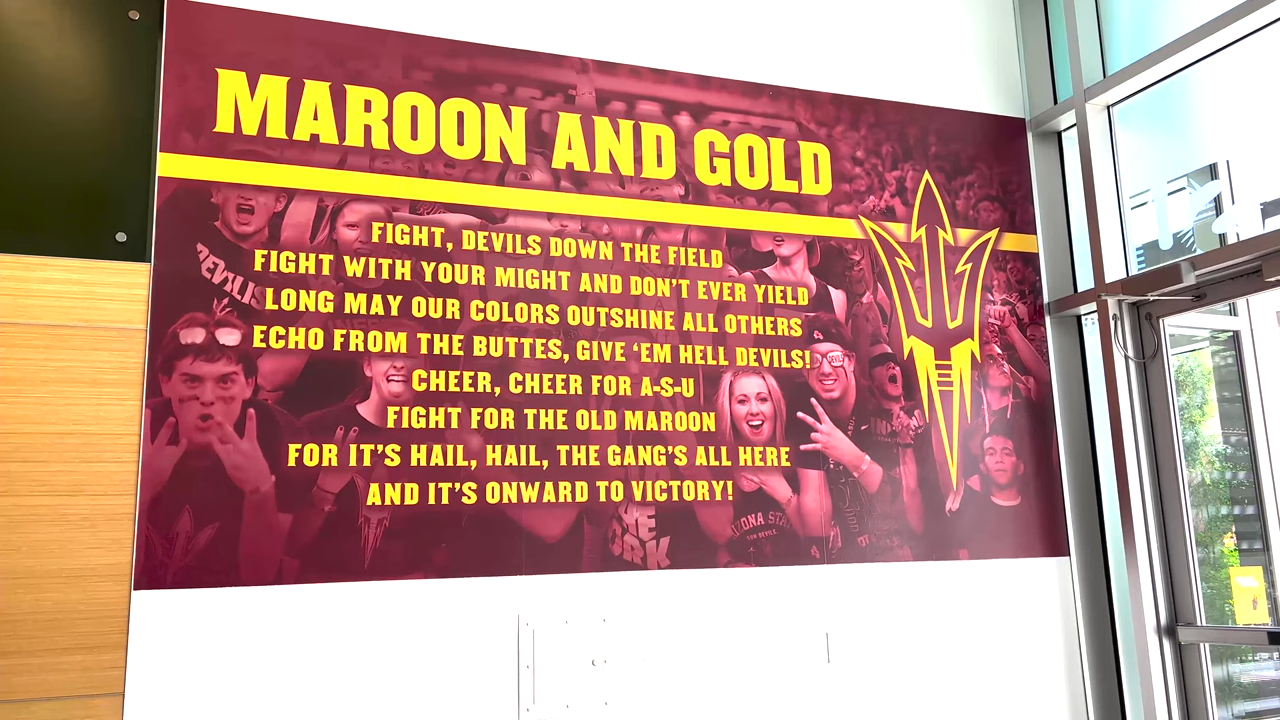 MAROON AND GOLD
FIGHT, DEVILS DOWN THE FIELD
FIGHT WITH YOUR MIGHT AND DON'T EVER YIELD
LONG MAY OUR COLORS OUTSHINE ALL OTHERS
ECHO FROM THE BUTTES, GIVE 'EM HELL DEVILS!
CHEER, CHEER FOR A-S-U
FIGHT FOR THE OLD MAROON
FOR IT'S HAIL, HAIL, THE GANG'S ALL HERE
AND IT'S ONWARD TO VICTORY!